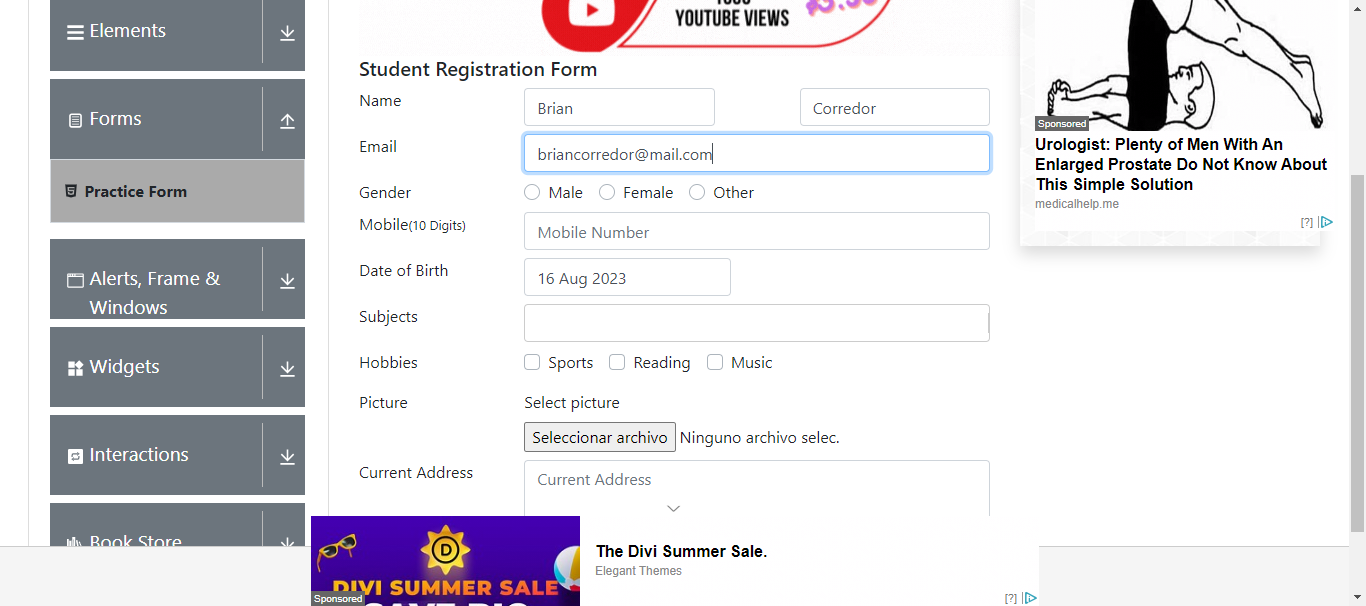 Elements
Forms
Practice Form
Alerts, Frame &
Windows
Widgets
Interactions
Book Store
YOUTUBE VIEWS
Student Registration Form
Name
Brian
Corredor
Email
briancorredor@mail.com
Gender
Male
Female
Other
Mobile(10 Digits)
Mobile Number
Date of Birth
16 Aug 2023
Subjects
Hobbies
Sports
Reading
Music
Picture
Select picture
Seleccionar archivo
Ninguno archivo selec.
Current Address
Current Address
Sponsored
Urologist: Plenty of Men With An
Enlarged Prostate Do Not Know About
This Simple Solution
medicalhelp.me
[?]
D
DIVI SUMMER SALE
SAVE BIG
Sponsored
The Divi Summer Sale.
Elegant Themes
[?]